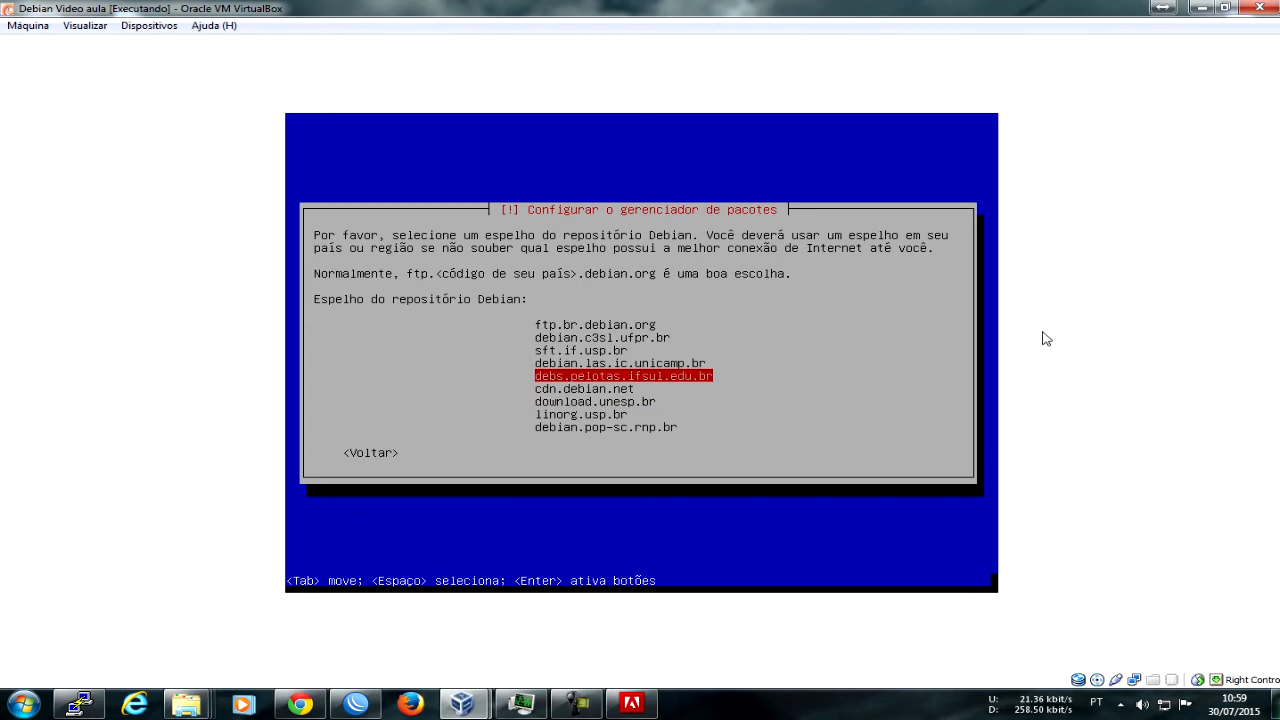 Debian Video aula [Executando] - Oracle VM VirtualBox
Máquina Visualizar Dispositivos Ajuda (H)
[!] Configurar o gerenciador de pacotes
Por favor, selecione um espelho do repositório Debian. Você deverá usar um espelho em seu
país ou região se não souber qual espelho possui a melhor conexão de Internet até você.
Normalmente, ftp.<código de seu país>.debian.org é uma boa escolha.
Espelho do repositório Debian:
ftp.br.debian.org
debian.c3sl.ufpr.br
sft.if.usp.br
debian.las.ic.unicamp.br
debs.pelotas.ifsul.edu.br
cdn.debian.net
download.unesp.br
linorg.usp.br
debian.pop-sc.rnp.br
<Voltar>
<Tab> move; <Espaço> seleciona; <Enter> ativa botões
Right Contro
U: 21.36 kbit/s
D: 258.50 kbit/s
PT
10:59
30/07/2015